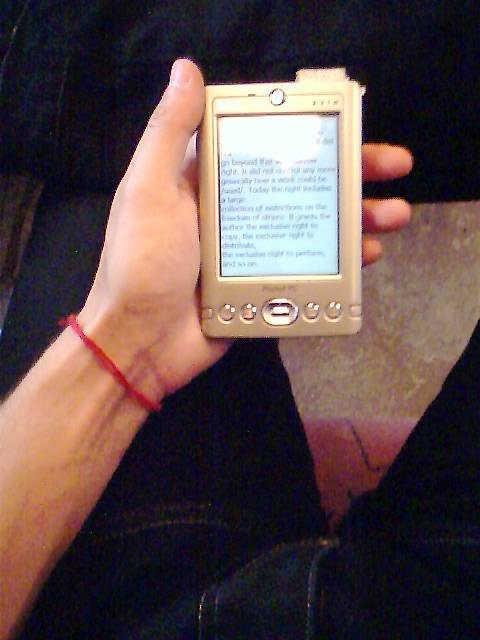 go beyond that
right. It did not control any more
generally how a work could be
/used/. Today the right includes
a large
collection of restrictions on the
freedom of others: It grants the
author the exclusive right to
copy, the exclusive right to
distribute,
the exclusive right to perform,
and so on.
Pocket PC